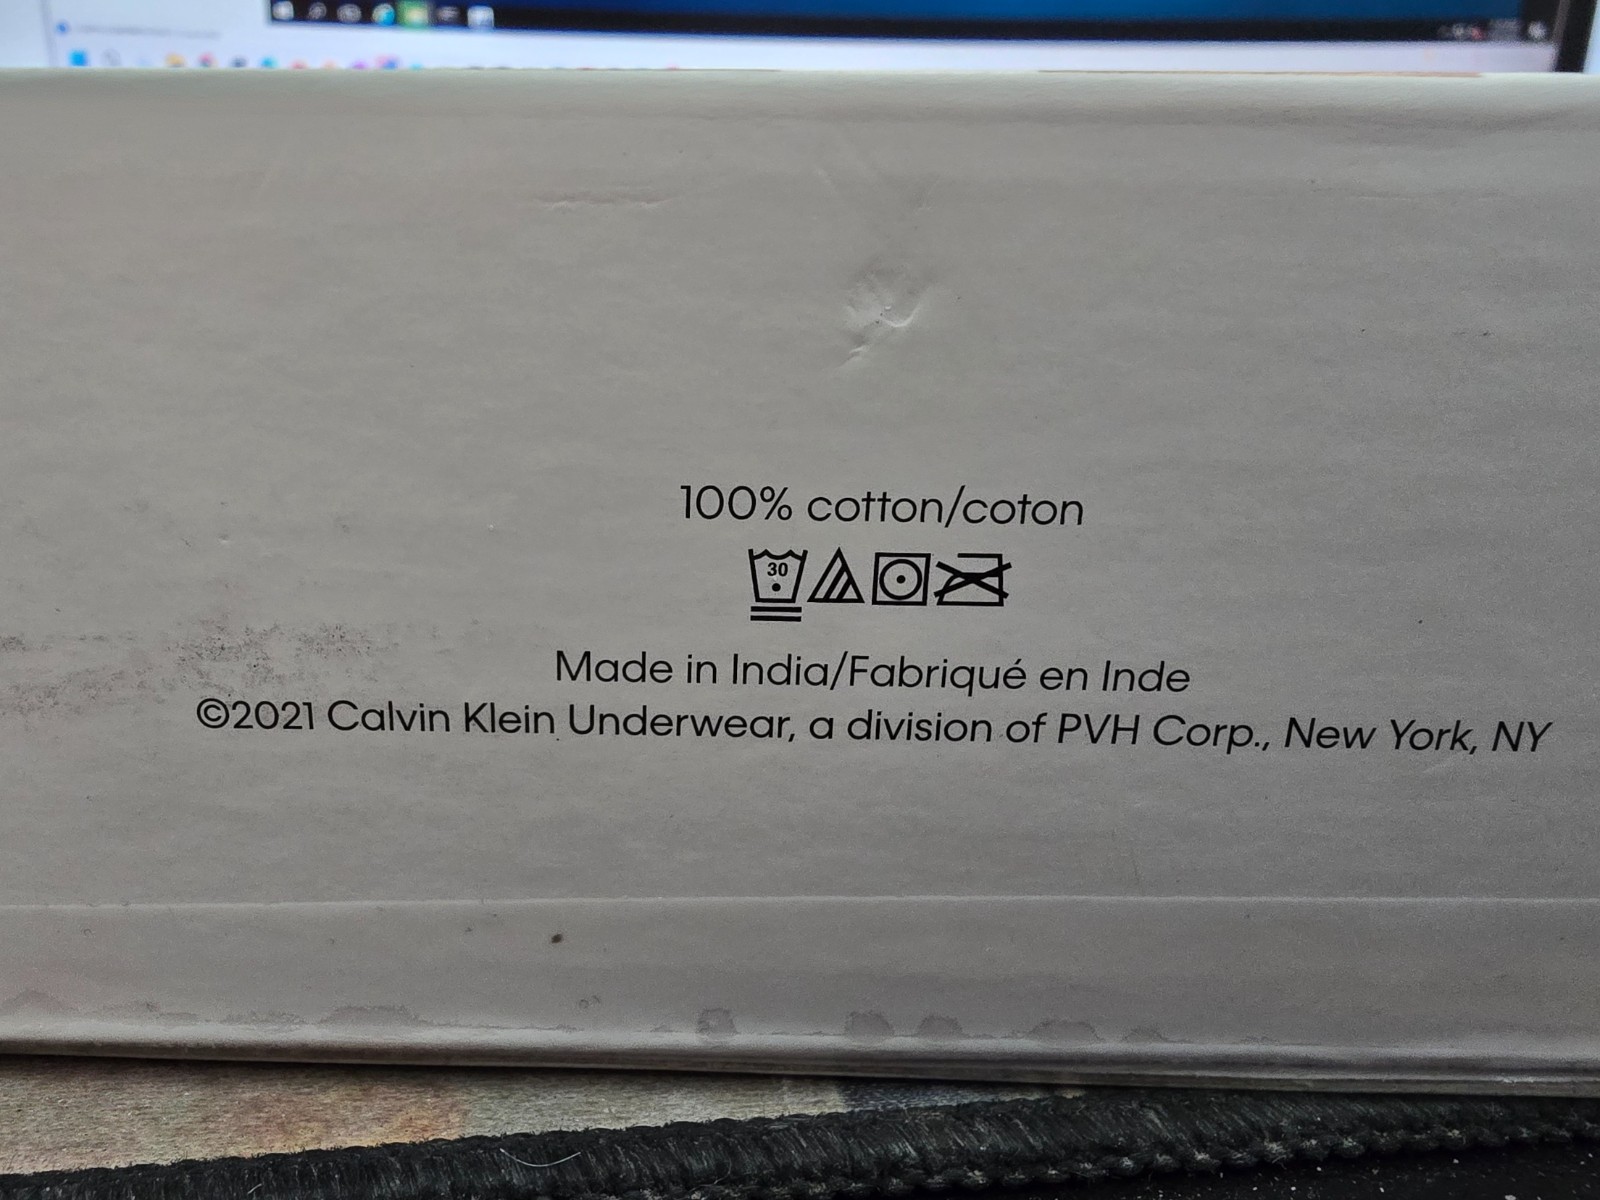 100% cotton/coton
30
Made in India/Fabriqué en Inde
©2021 Calvin Klein Underwear, a division of PVH Corp., New York, NY